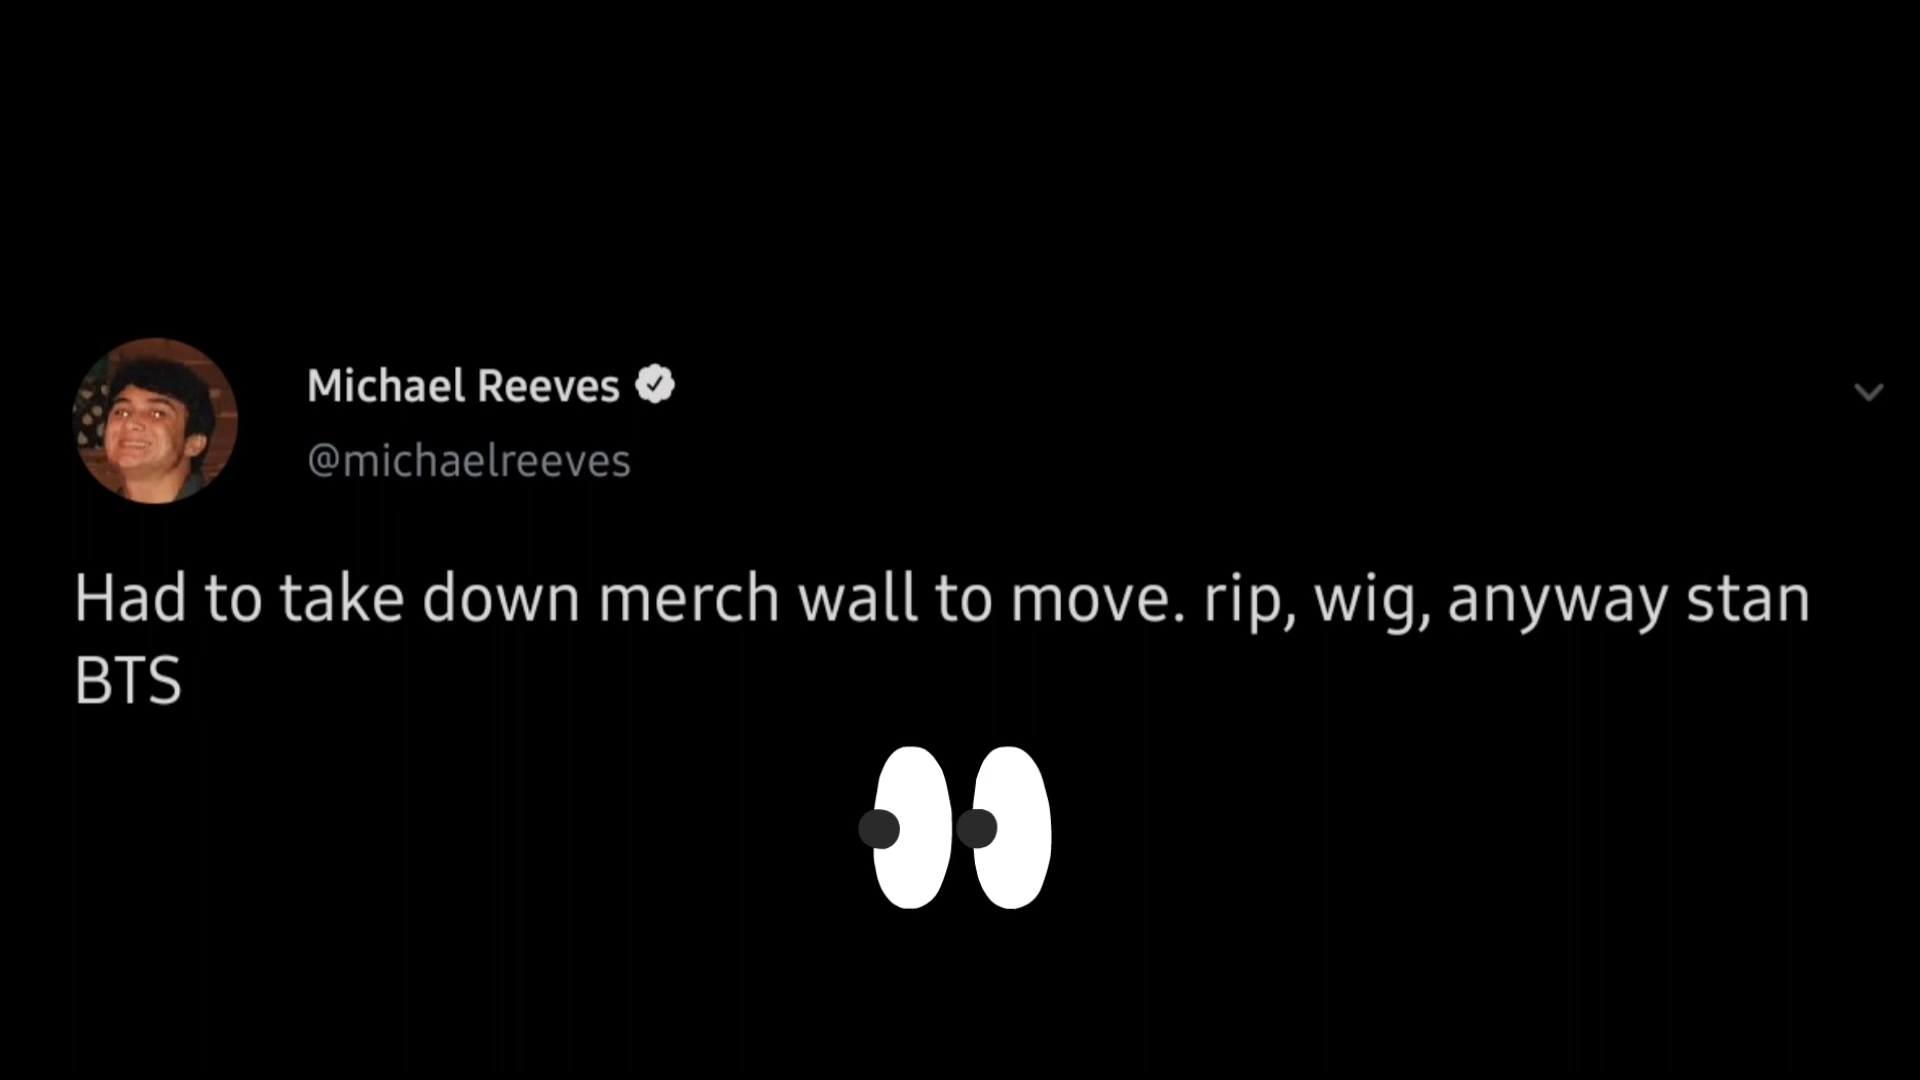 Michael Reeves
@michaelreeves
Had to take down merch wall to move. rip, wig, anyway stan
BTS